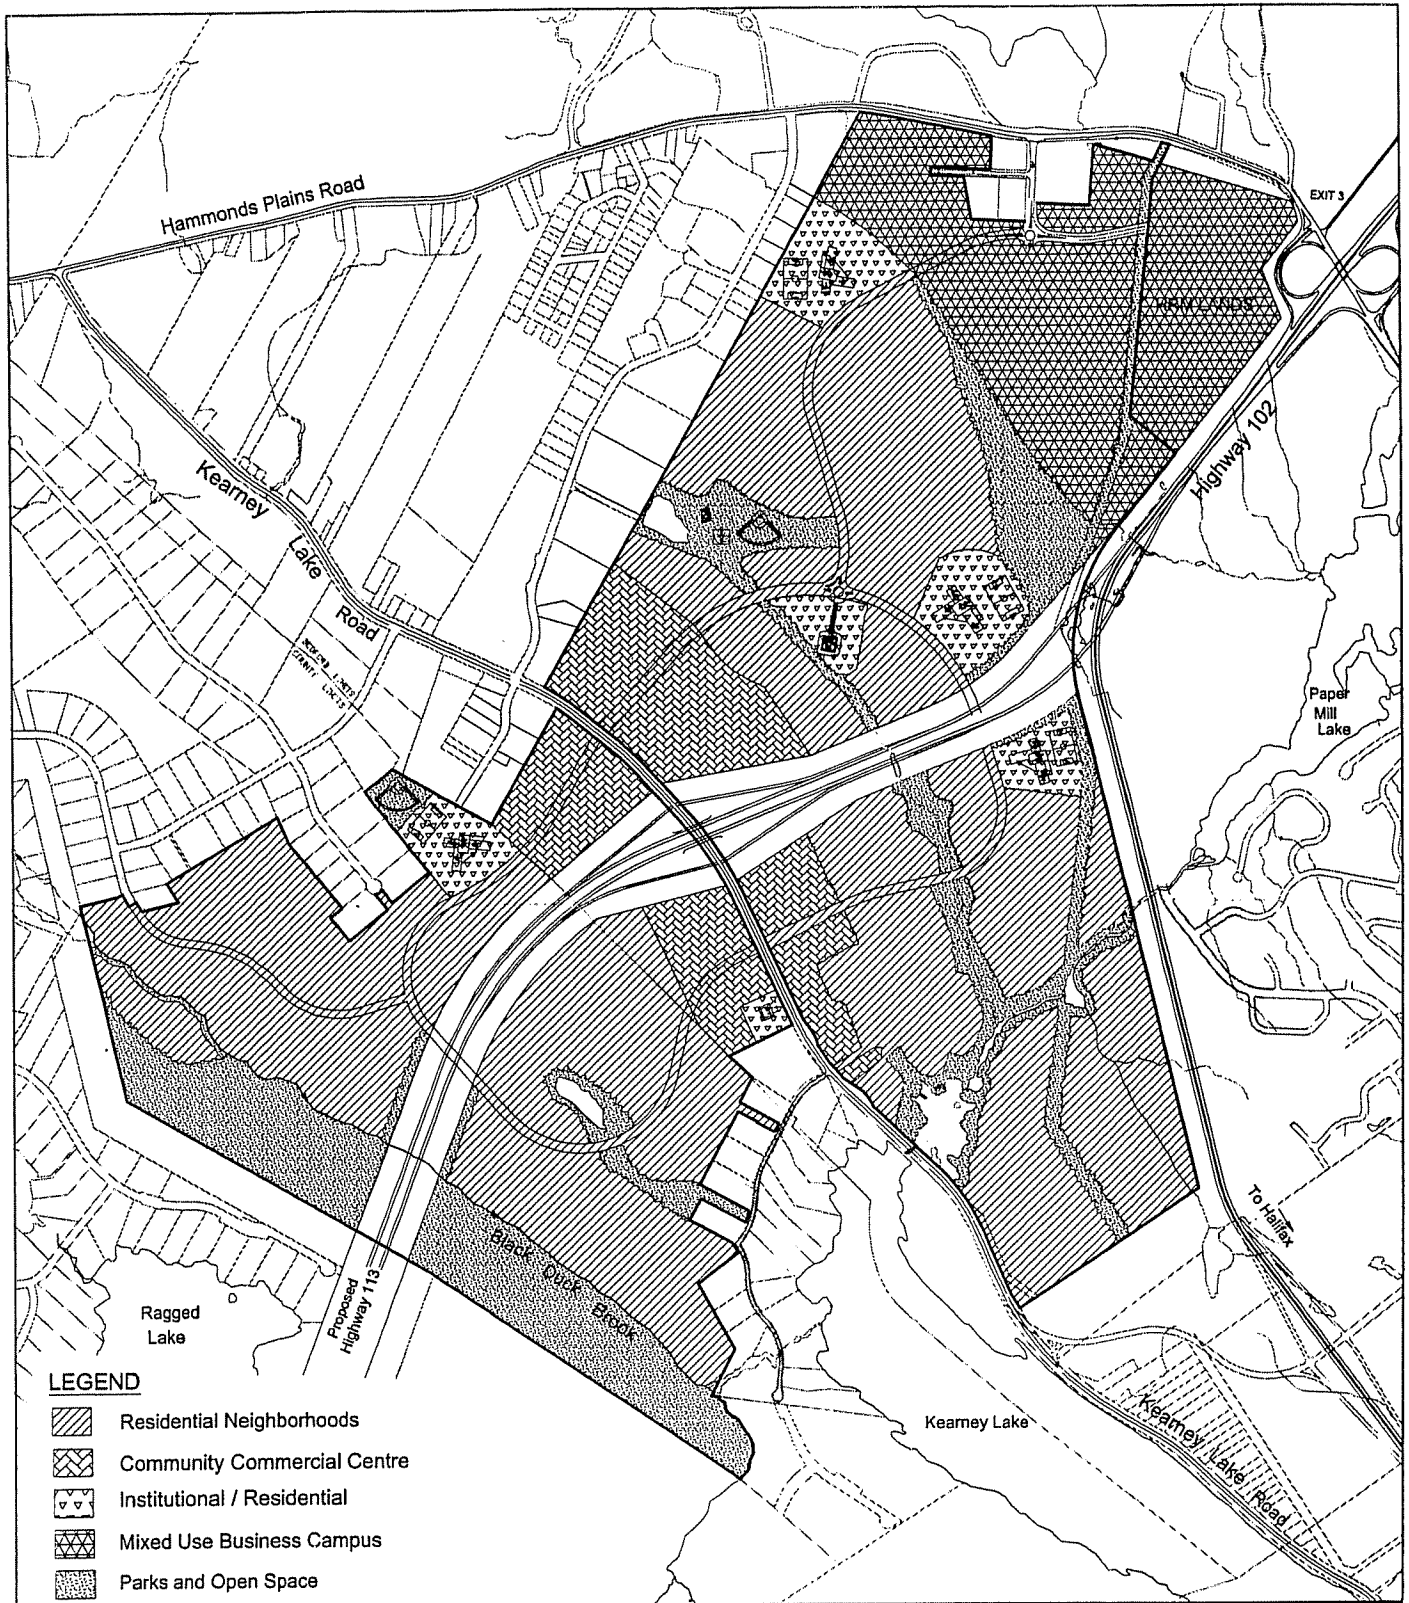 Hammonds Plains Road
EXIT 3
HRM LANDS
Highway 102
Kearney
Lake
Road
Paper
Mill
Lake
To Halifax
Black Duck Brook
Proposed
Highway 113
Ragged
Lake
Kearney Lake
Kearney Lake Road
LEGEND
Residential Neighborhoods
Community Commercial Centre
Institutional / Residential
Mixed Use Business Campus
Parks and Open Space